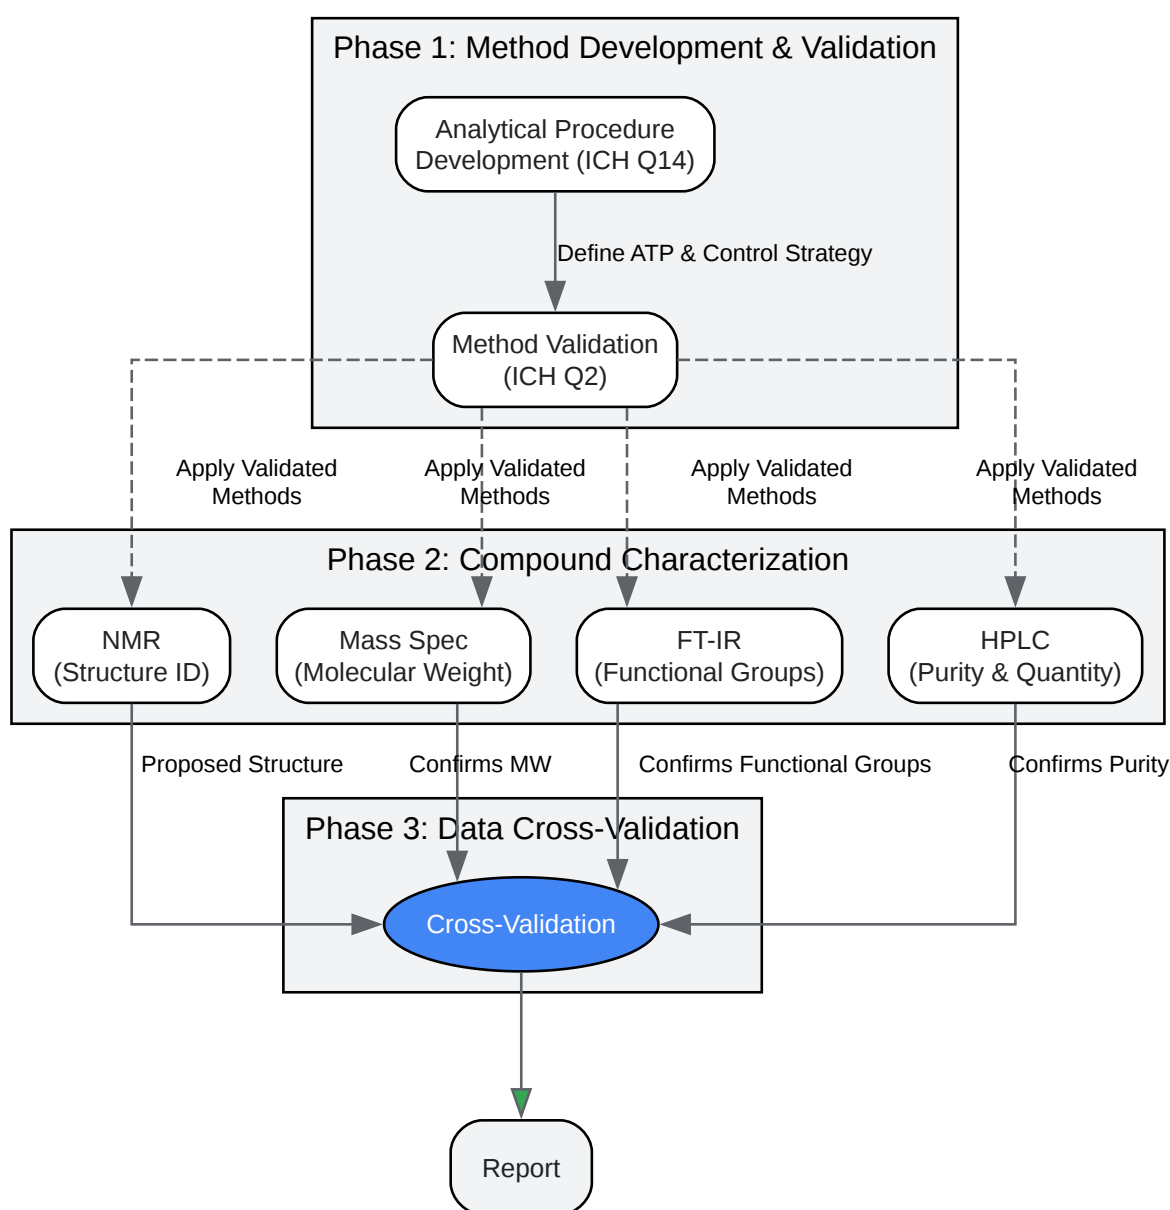 Phase 1: Method Development & Validation
Analytical Procedure
Development (ICH Q14)
Define ATP & Control Strategy
Method Validation
(ICH Q2)
Apply Validated
Methods
Apply Validated
Methods
Apply Validated
Methods
Apply Validated
Methods
Phase 2: Compound Characterization
NMR
(Structure ID)
Mass Spec
(Molecular Weight)
FT-IR
(Functional Groups)
HPLC
(Purity & Quantity)
Proposed Structure
Confirms MW
Confirms Functional Groups
Confirms Purity
Phase 3: Data Cross-Validation
Cross-Validation
Report